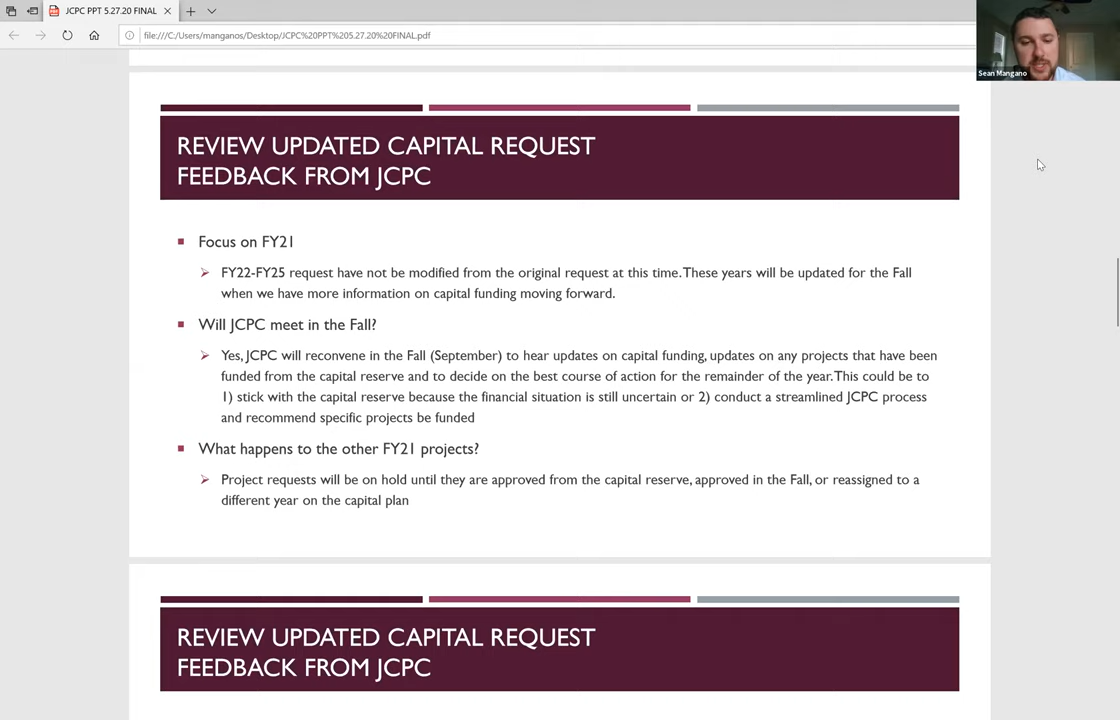 JCPC PPT 5.27.20 FINAL
file:///C:/Users/manganos/Desktop/JCPC%20PPT%205.27.20%20FINAL.pdf
Sean Mangano
REVIEW UPDATED CAPITAL REQUEST
FEEDBACK FROM JCPC
Focus on FY21
FY22-FY25 request have not be modified from the original request at this time. These years will be updated for the Fall
when we have more information on capital funding moving forward.
Will JCPC meet in the Fall?
Yes, JCPC will reconvene in the Fall (September) to hear updates on capital funding, updates on any projects that have been
funded from the capital reserve and to decide on the best course of action for the remainder of the year. This could be to
1) stick with the capital reserve because the financial situation is still uncertain or 2) conduct a streamlined JCPC process
and recommend specific projects be funded
What happens to the other FY21 projects?
Project requests will be on hold until they are approved from the capital reserve, approved in the Fall, or reassigned to a
different year on the capital plan
REVIEW UPDATED CAPITAL REQUEST
FEEDBACK FROM JCPC